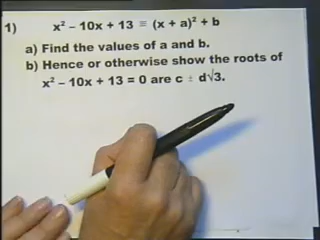 1) x² – 10x + 13 ≡ (x + a)² + b
a) Find the values of a and b.
b) Hence or otherwise show the roots of
x² – 10x + 13 = 0 are c ± d√3.